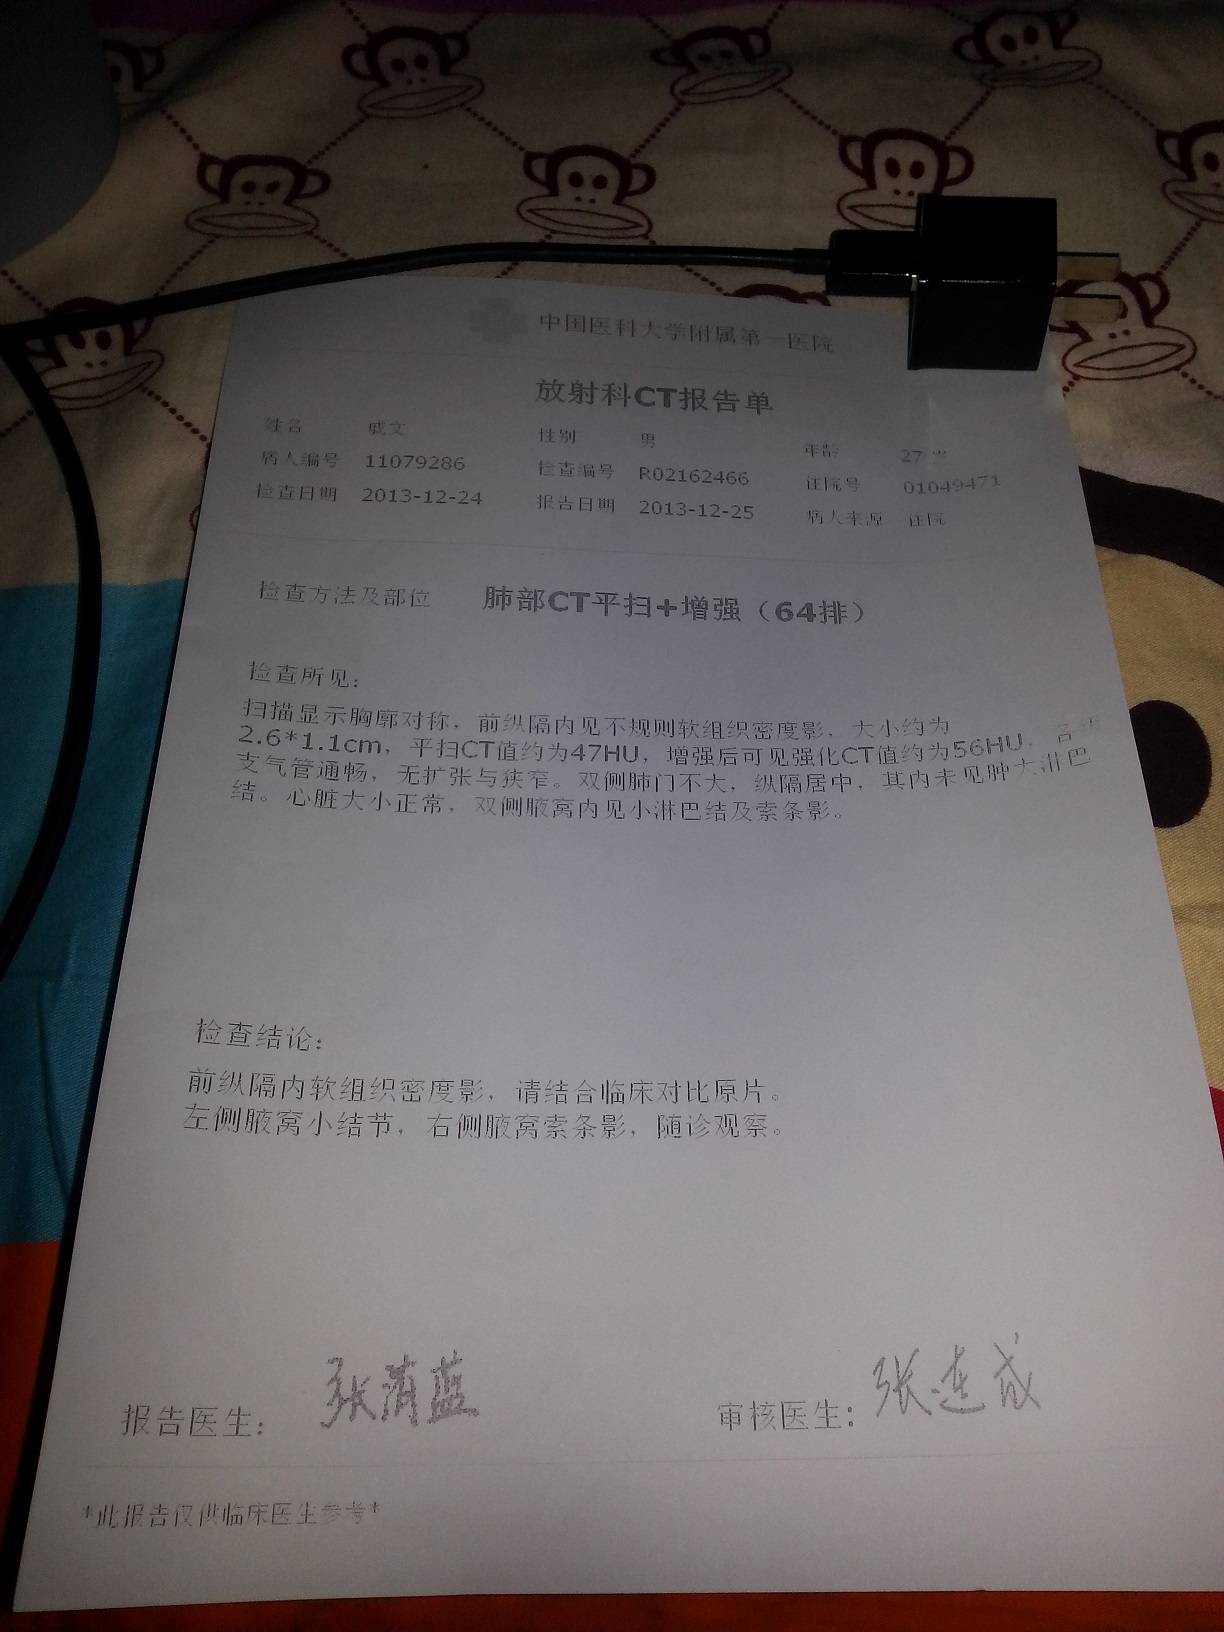 中国医科大学附属第一医院
放射科CT报告单
姓名 戚文 性别 男 年龄 27 岁
病人编号 11079286 检查编号 R02162466 住院号 01049471
检查日期 2013-12-24 报告日期 2013-12-25 病人来源 住院
检查方法及部位 肺部CT平扫+增强（64排）
检查所见：
扫描显示胸廓对称，前纵隔内见不规则软组织密度影，大小约为
2.6*1.1cm，平扫CT值约为47HU，增强后可见强化CT值约为56HU。各级
支气管通畅，无扩张与狭窄。双侧肺门不大，纵隔居中，其内未见肿大淋巴
结。心脏大小正常，双侧腋窝内见小淋巴结及索条影。
检查结论：
前纵隔内软组织密度影，请结合临床对比原片。
左侧腋窝小结节，右侧腋窝索条影，随诊观察。
报告医生： 张 蓝 审核医生： 张连成
*此报告仅供临床医生参考*